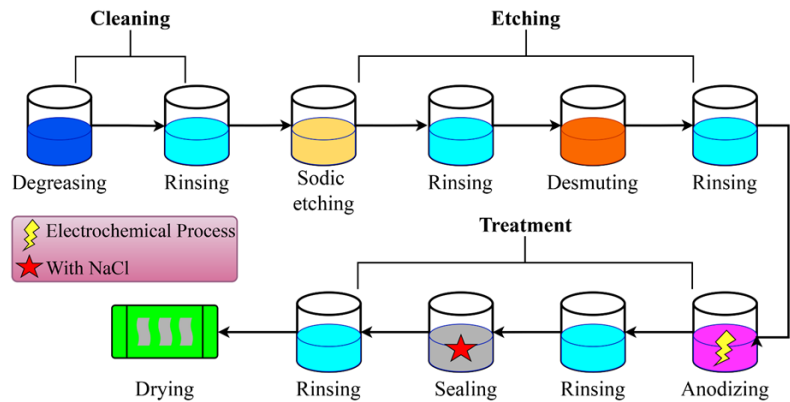 Cleaning
Etching
Degreasing
Rinsing
Sodic
etching
Rinsing
Desmuting
Rinsing
Electrochemical Process
With NaCl
Treatment
Drying
Rinsing
Sealing
Rinsing
Anodizing